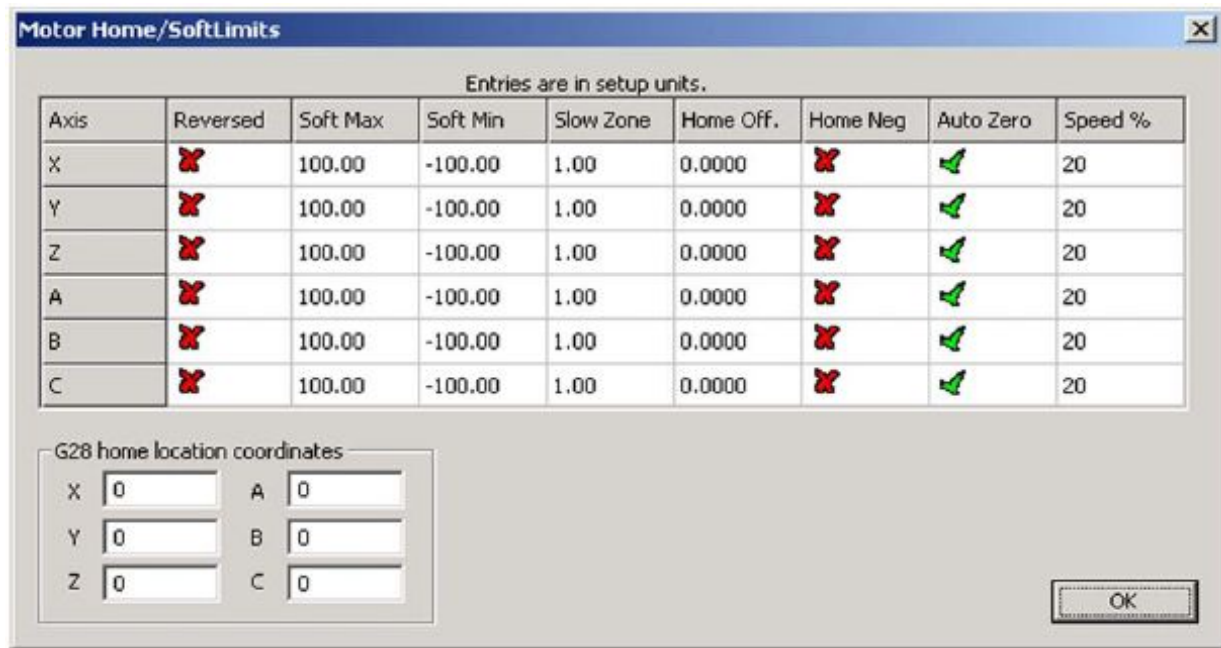 Motor Home/SoftLimits
Entries are in setup units.
Axis Reversed Soft Max Soft Min Slow Zone Home Off. Home Neg Auto Zero Speed %
X 100.00 -100.00 1.00 0.0000 20
Y 100.00 -100.00 1.00 0.0000 20
Z 100.00 -100.00 1.00 0.0000 20
A 100.00 -100.00 1.00 0.0000 20
B 100.00 -100.00 1.00 0.0000 20
C 100.00 -100.00 1.00 0.0000 20
G28 home location coordinates
X 0 A 0
Y 0 B 0
Z 0 C 0
OK